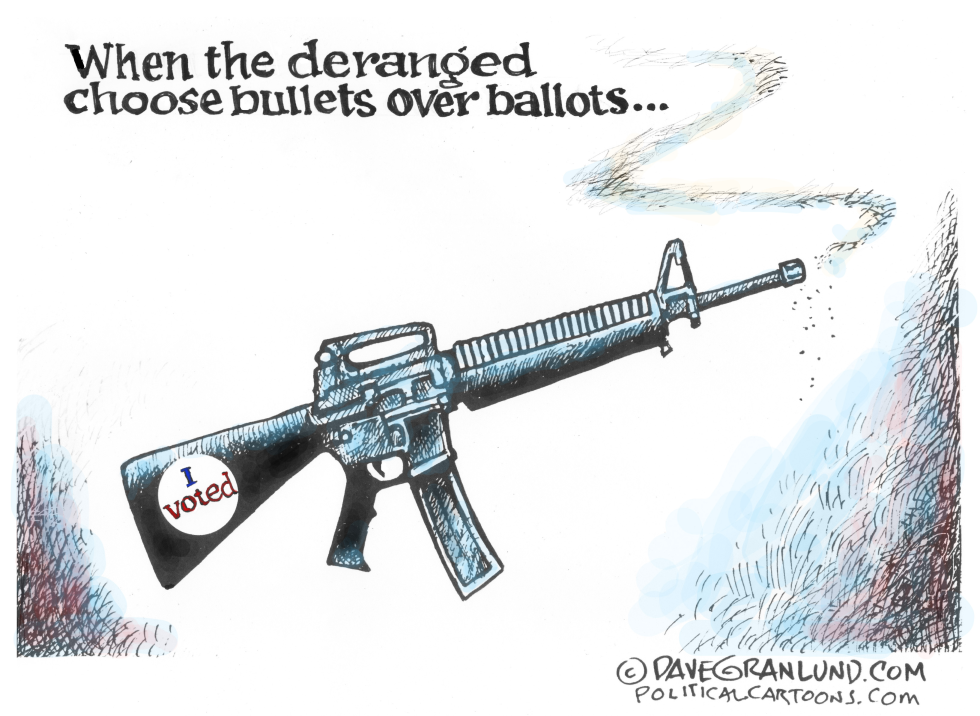 When the deranged
choose bullets over ballots...
I
voted
© DAVEGRANLUND.COM
POLITICALCARTOONS.COM